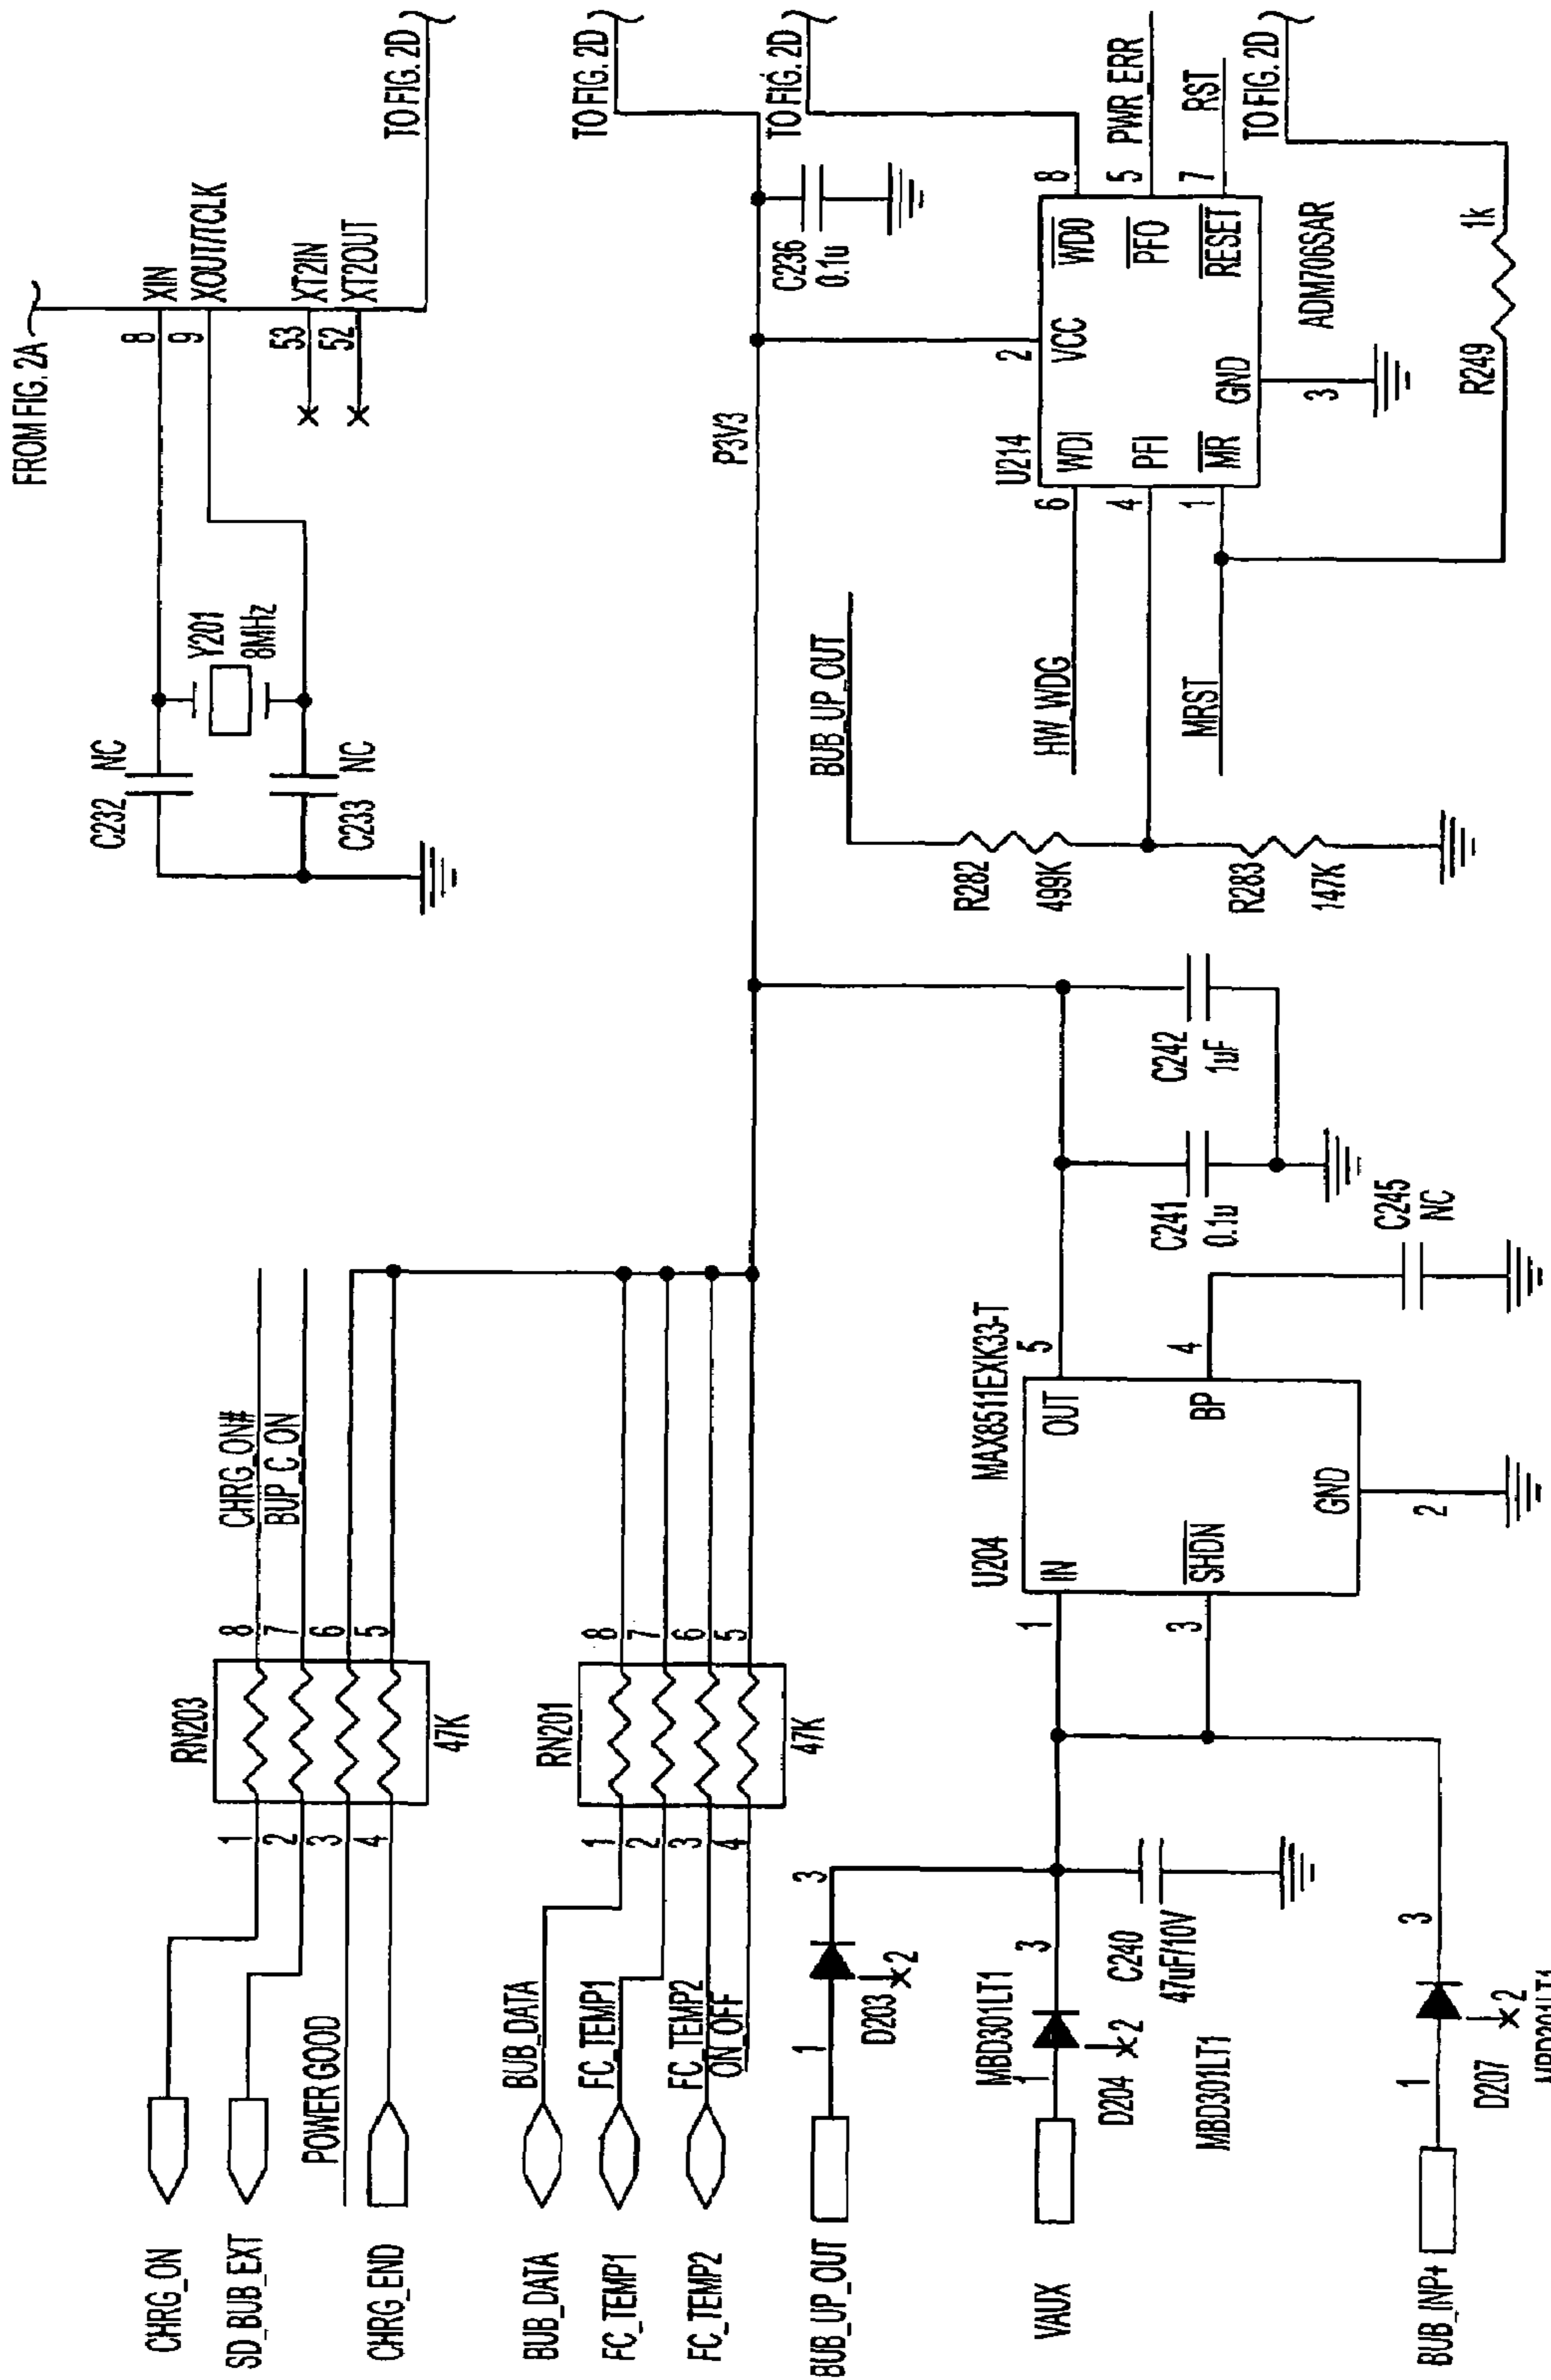 FROM FIG. 2A
8
XIN
9
XOUT/TCLK
53
XT2IN
52
XT2OUT
TO FIG. 2D
C232
NC
Y201
8MHz
C233
NC
CHRG_ON
SD_BUB_EXT
POWER GOOD
CHRG_END
1
2
3
4
RN203
47K
8
7
6
5
CHRG_ON#
BUP_C_ON
BUB_DATA
BUB_DATA
FC_TEMP1
FC_TEMP1
FC_TEMP2
FC_TEMP2
ON_OFF
1
2
3
4
RN201
47K
8
7
6
5
P3V3
TO FIG. 2D
C236
0.1u
TO FIG. 2D
BUB_UP_OUT
1
3
D203
2
MBD301LT1
VAUX
1
3
D204
2
MBD301LT1
C240
47uF/10V
BUB_INP+
1
3
D207
2
MBD301LT1
U204
MAX8511EXK33-T
1
IN
OUT
5
3
SHDN
BP
4
GND
2
C241
0.1u
C242
1uF
C245
NC
BUB_UP_OUT
R282
499K
R283
147K
HW_WDG
MRST
U214
6
WDI
WD0
8
2
VCC
4
PFI
PFO
5
PWR_ERR
1
MR
RESET
7
RST
GND
3
ADM706SAR
TO FIG. 2D
R249
1k